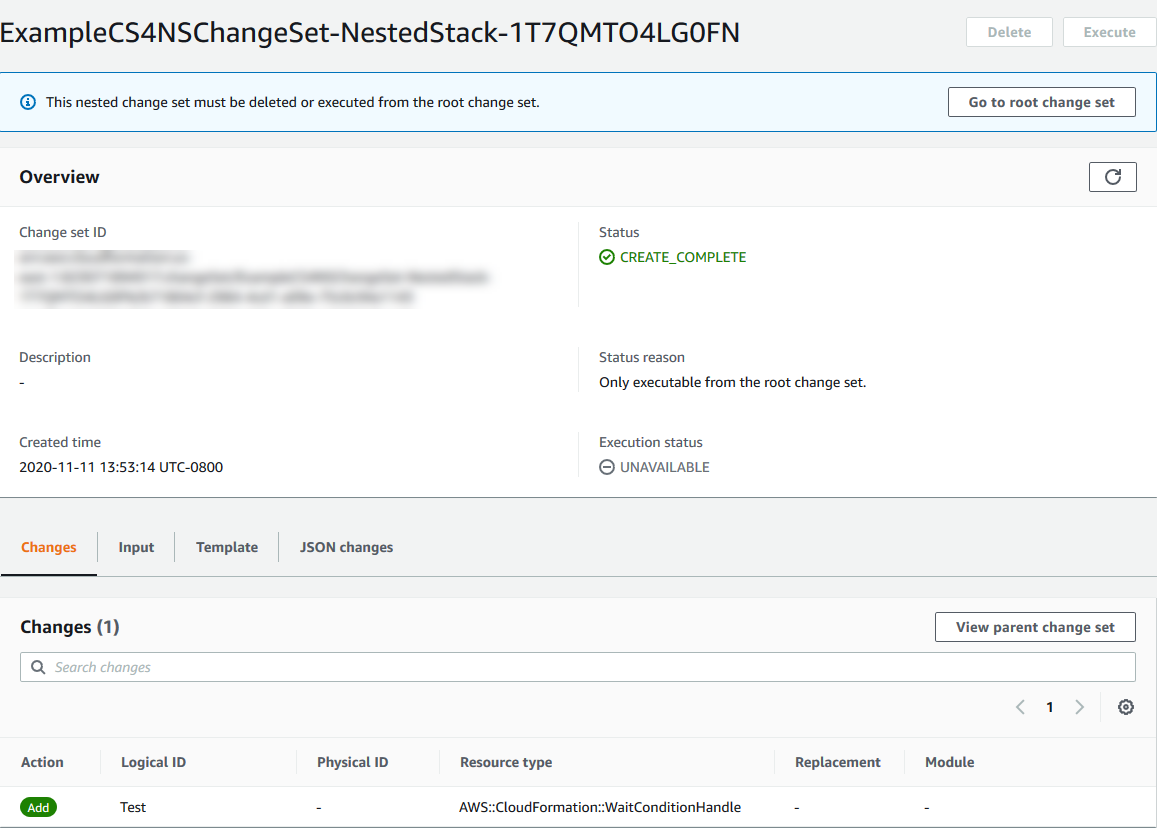 ExampleCS4NSChangeSet-NestedStack-1T7QMTO4LG0FN
Delete
Execute
This nested change set must be deleted or executed from the root change set.
Go to root change set
Overview
Change set ID
Status
CREATE_COMPLETE
Description
-
Status reason
Only executable from the root change set.
Created time
2020-11-11 13:53:14 UTC-0800
Execution status
UNAVAILABLE
Changes
Input
Template
JSON changes
Changes (1)
View parent change set
Search changes
1
Action Logical ID Physical ID Resource type Replacement Module
Add Test - AWS::CloudFormation::WaitConditionHandle - -